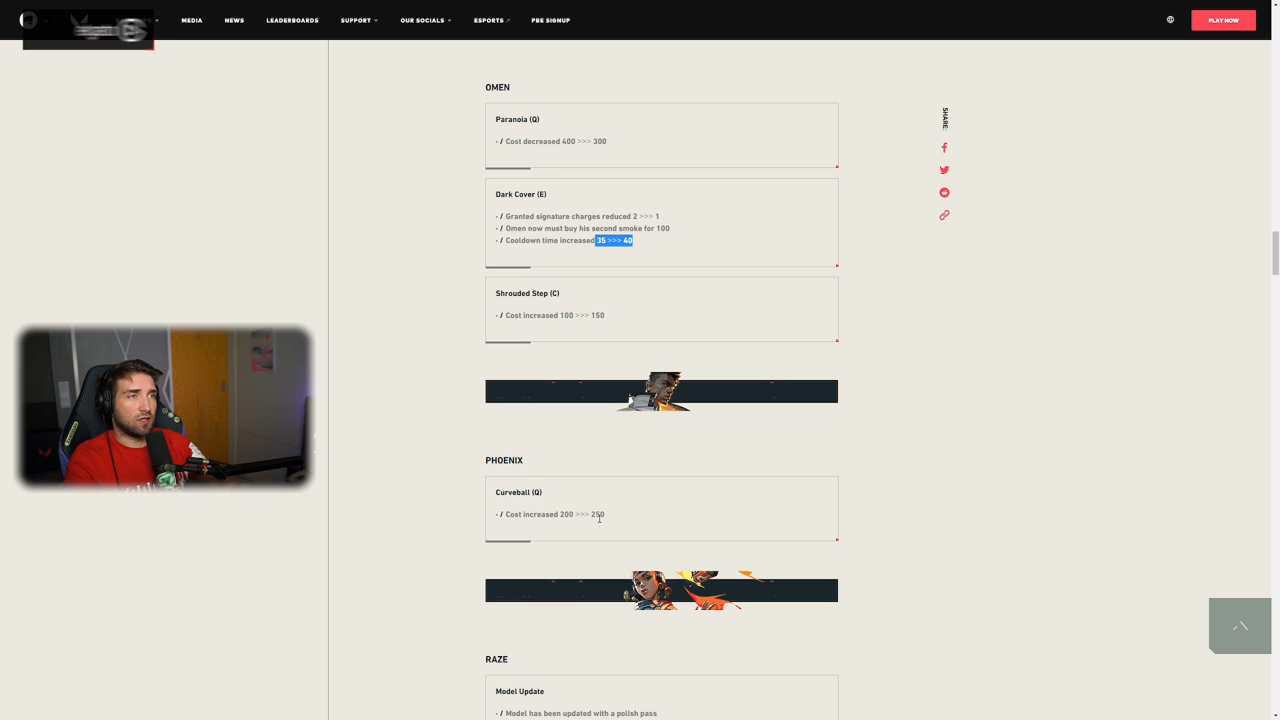 MEDIA
NEWS
LEADERBOARDS
SUPPORT
OUR SOCIALS
ESPORTS
PBE SIGNUP
PLAY NOW
OMEN
Paranoia (Q)
/ Cost decreased 400 >>> 300
Dark Cover (E)
/ Granted signature charges reduced 2 >>> 1
/ Omen now must buy his second smoke for 100
/ Cooldown time increased 35 >>> 40
Shrouded Step (C)
/ Cost increased 100 >>> 150
PHOENIX
Curveball (Q)
/ Cost increased 200 >>> 250
RAZE
Model Update
/ Model has been updated with a polish pass
SHARE: